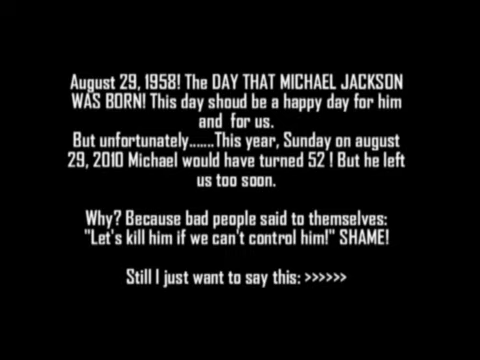 August 29, 1958! The DAY THAT MICHAEL JACKSON
WAS BORN! This day shoud be a happy day for him
and for us.
But unfortunately.......This year, Sunday on august
29, 2010 Michael would have turned 52 ! But he left
us too soon.
Why? Because bad people said to themselves:
"Let's kill him if we can't control him!" SHAME!
Still I just want to say this: >>>>>>